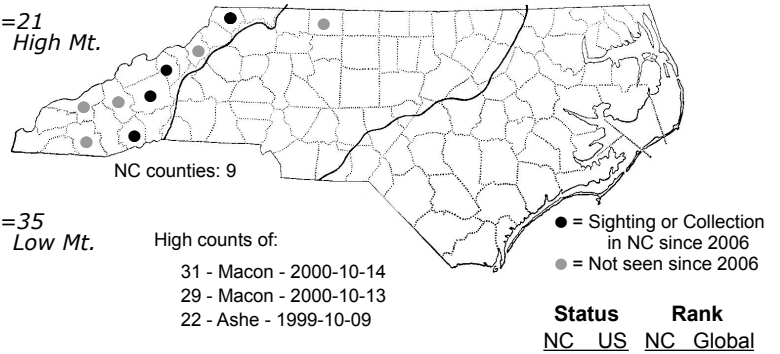 =21
High Mt.
NC counties: 9
=35
Low Mt.
High counts of:
31 - Macon - 2000-10-14
29 - Macon - 2000-10-13
22 - Ashe - 1999-10-09
= Sighting or Collection
in NC since 2006
= Not seen since 2006
Status Rank
NC US NC Global